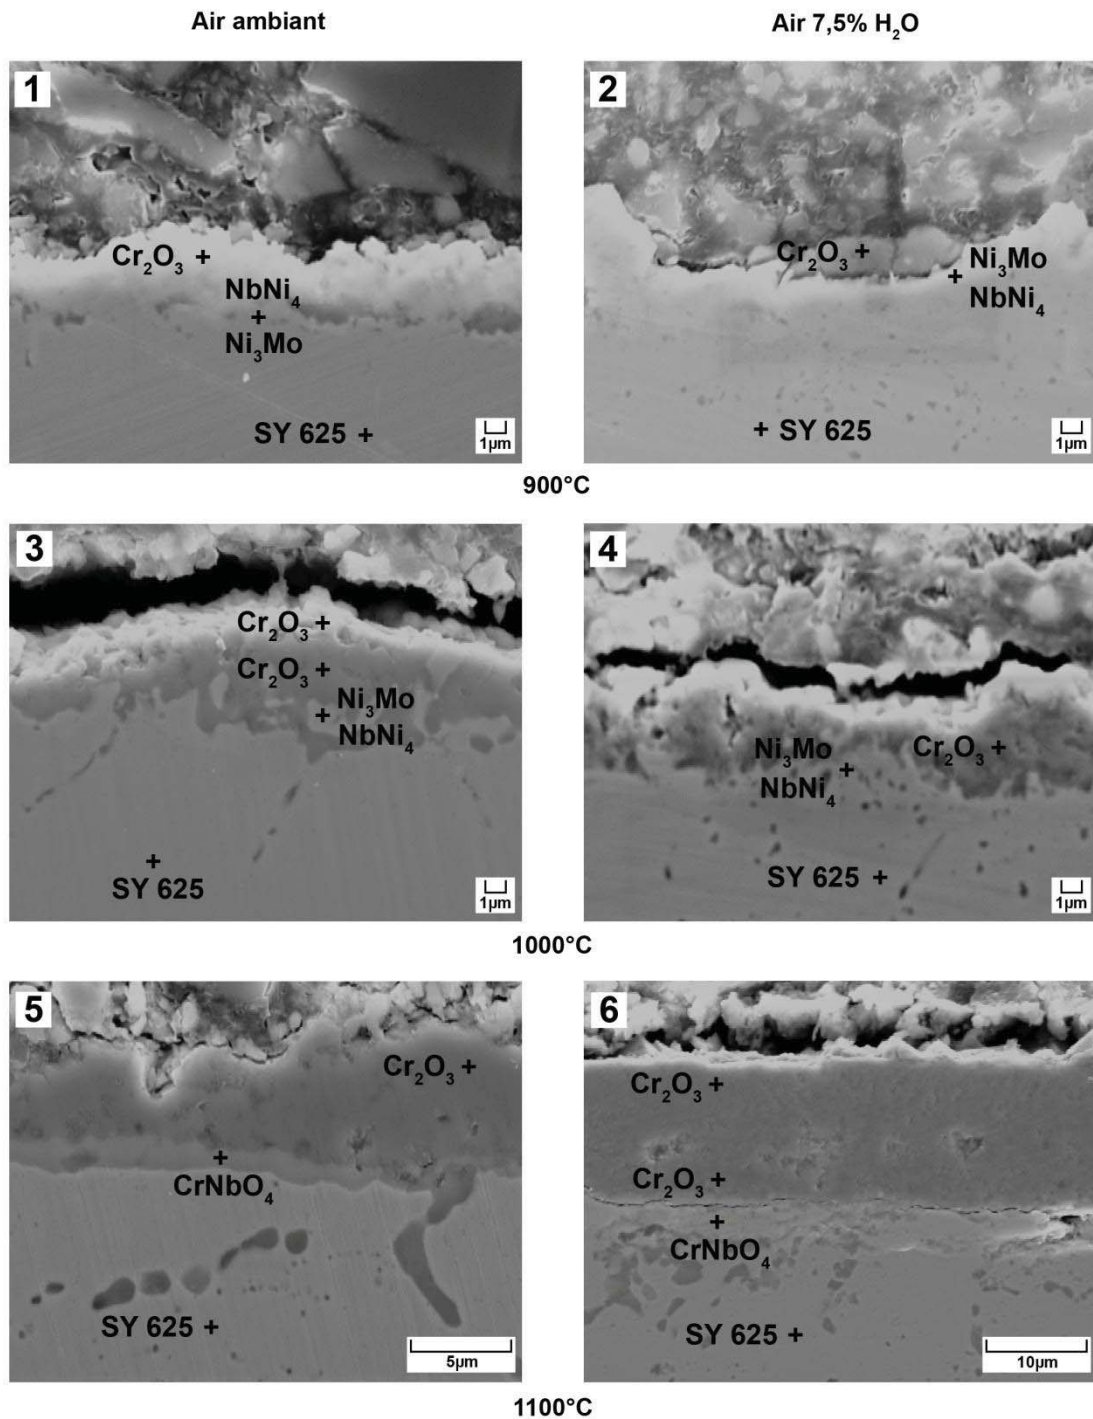 Air ambiant
Air 7,5% H₂O
1
Cr₂O₃ +
NbNi₄
+
Ni₃Mo
SY 625 +
1µm
2
Cr₂O₃ +
+ Ni₃Mo
NbNi₄
+ SY 625
1µm
900°C
3
Cr₂O₃ +
Cr₂O₃ +
+ Ni₃Mo
NbNi₄
+
SY 625
1µm
4
Ni₃Mo +
NbNi₄
Cr₂O₃ +
SY 625 +
1µm
1000°C
5
Cr₂O₃ +
+
CrNbO₄
SY 625 +
5µm
6
Cr₂O₃ +
Cr₂O₃ +
+
CrNbO₄
SY 625 +
10µm
1100°C